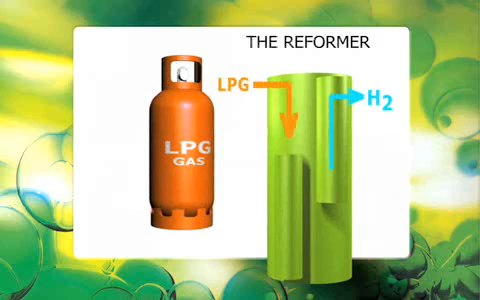 THE REFORMER
LPG
H2
LPG
GAS